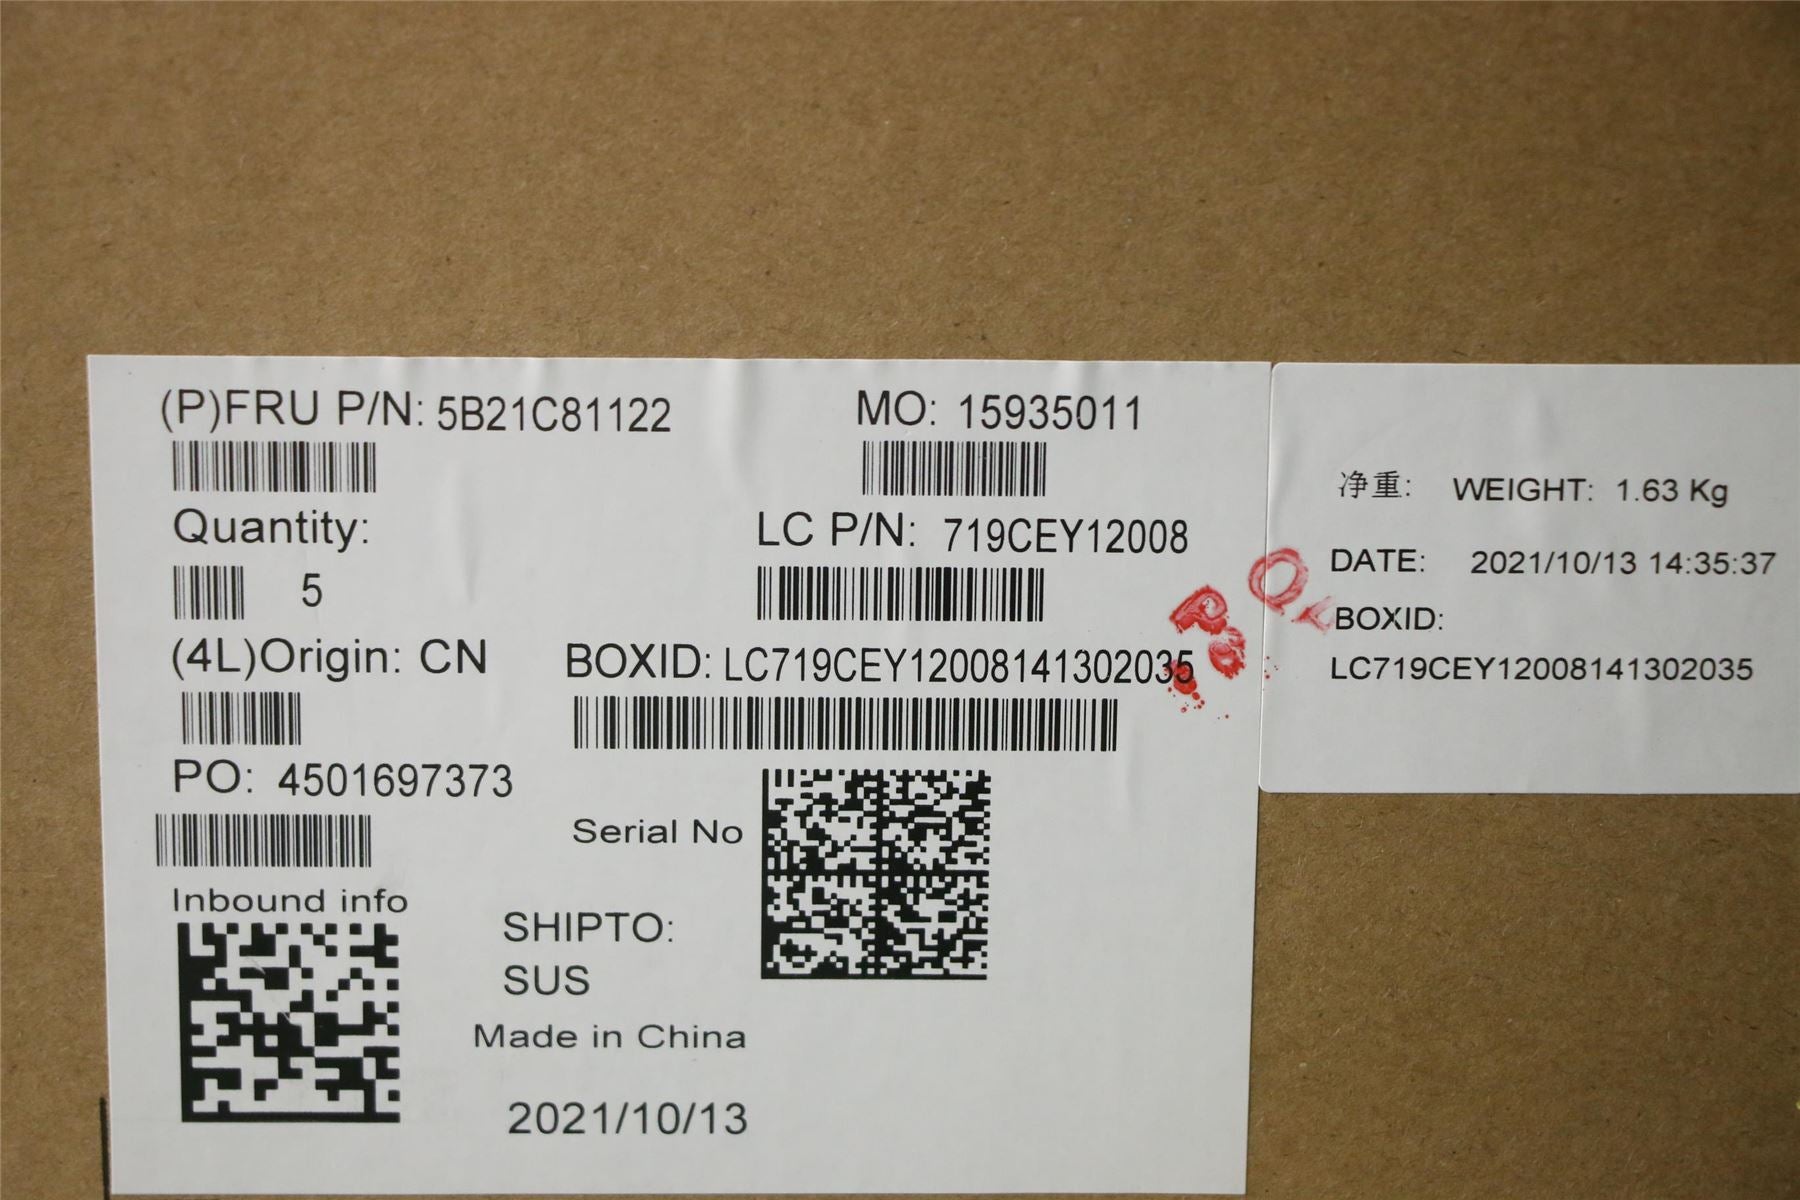 (P)FRU P/N: 5B21C81122
MO: 15935011
Quantity:
5
LC P/N: 719CEY12008
(4L)Origin: CN
BOXID: LC719CEY12008141302035
PO: 4501697373
Serial No
Inbound info
SHIPTO:
SUS
Made in China
2021/10/13
净重: WEIGHT: 1.63 Kg
DATE: 2021/10/13 14:35:37
BOXID:
LC719CEY12008141302035